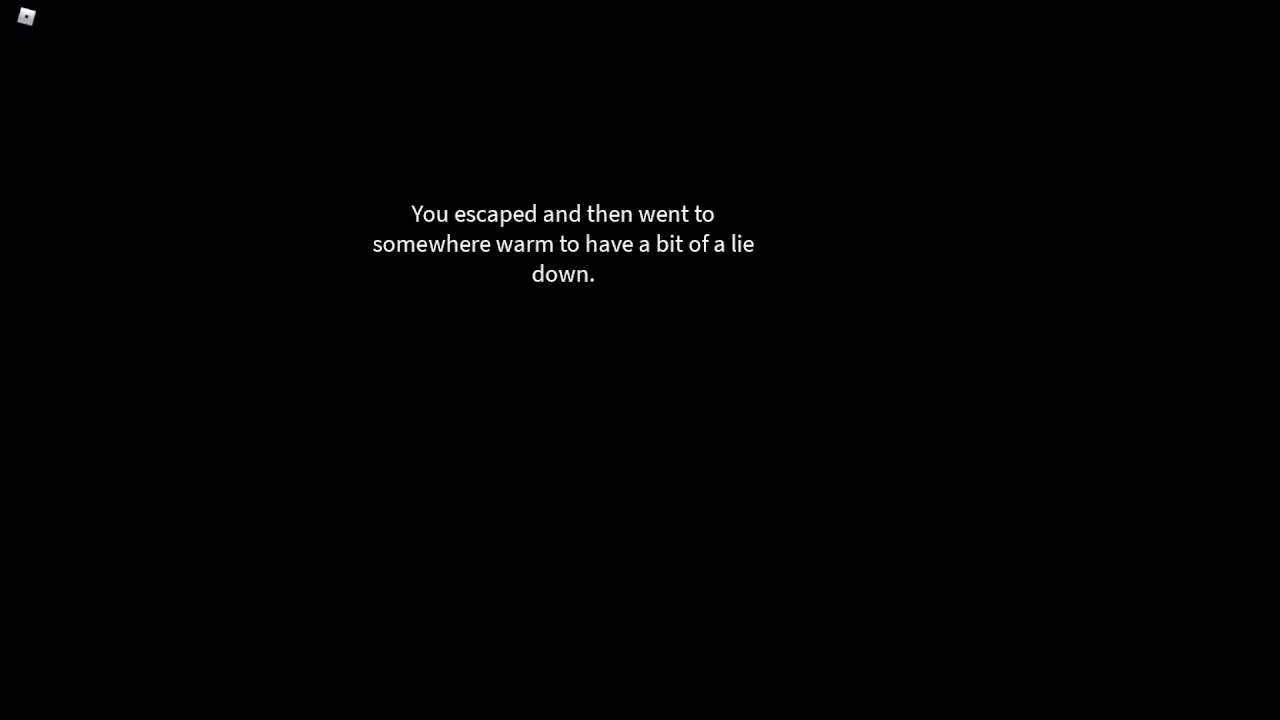 You escaped and then went to
somewhere warm to have a bit of a lie
down.